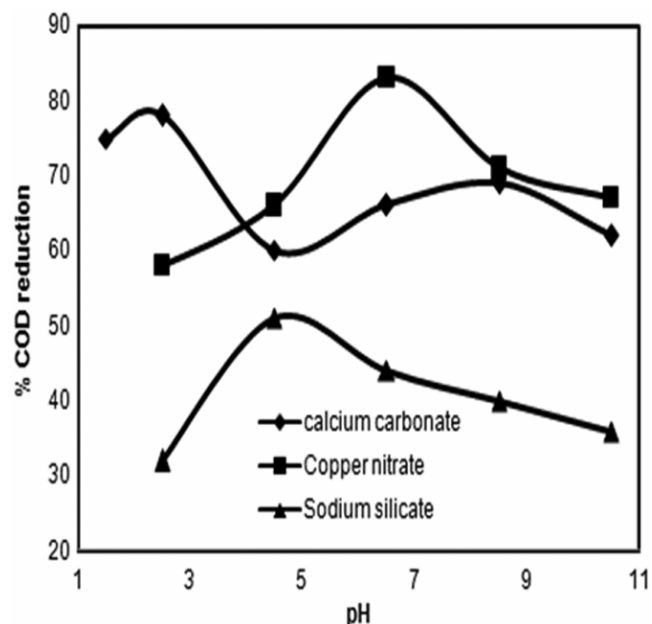 90
80
70
60
50
40
30
20
% COD reduction
calcium carbonate
Copper nitrate
Sodium silicate
1 3 5 7 9 11
pH